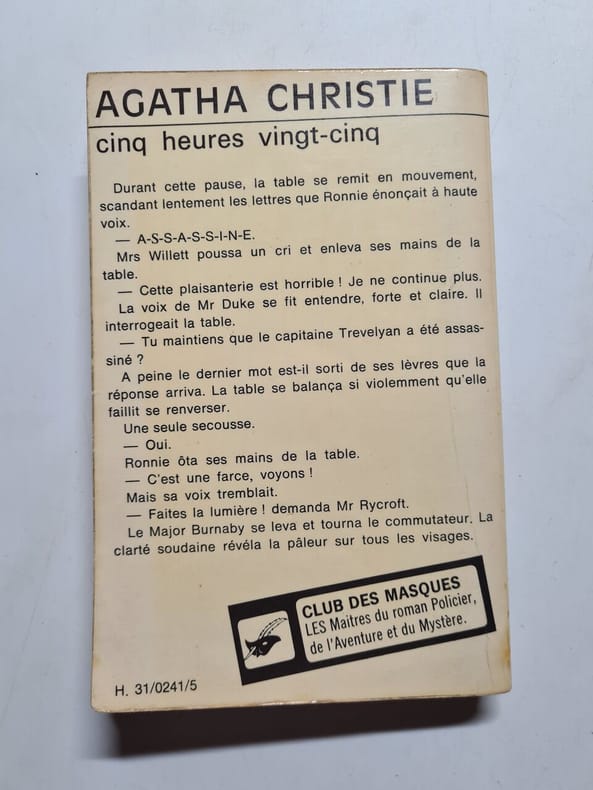 AGATHA CHRISTIE
cinq heures vingt-cinq
Durant cette pause, la table se remit en mouvement,
scandant lentement les lettres que Ronnie énonçait à haute
voix.
— A-S-S-A-S-S-I-N-E.
Mrs Willett poussa un cri et enleva ses mains de la
table.
— Cette plaisanterie est horrible ! Je ne continue plus.
La voix de Mr Duke se fit entendre, forte et claire. Il
interrogeait la table.
— Tu maintiens que le capitaine Trevelyan a été assas-
siné ?
A peine le dernier mot est-il sorti de ses lèvres que la
réponse arriva. La table se balança si violemment qu'elle
faillit se renverser.
Une seule secousse.
— Oui.
Ronnie ôta ses mains de la table.
— C'est une farce, voyons !
Mais sa voix tremblait.
— Faites la lumière ! demanda Mr Rycroft.
Le Major Burnaby se leva et tourna le commutateur. La
clarté soudaine révéla la pâleur sur tous les visages.
CLUB DES MASQUES
LES Maitres du roman Policier,
de l'Aventure et du Mystère.
H. 31/0241/5